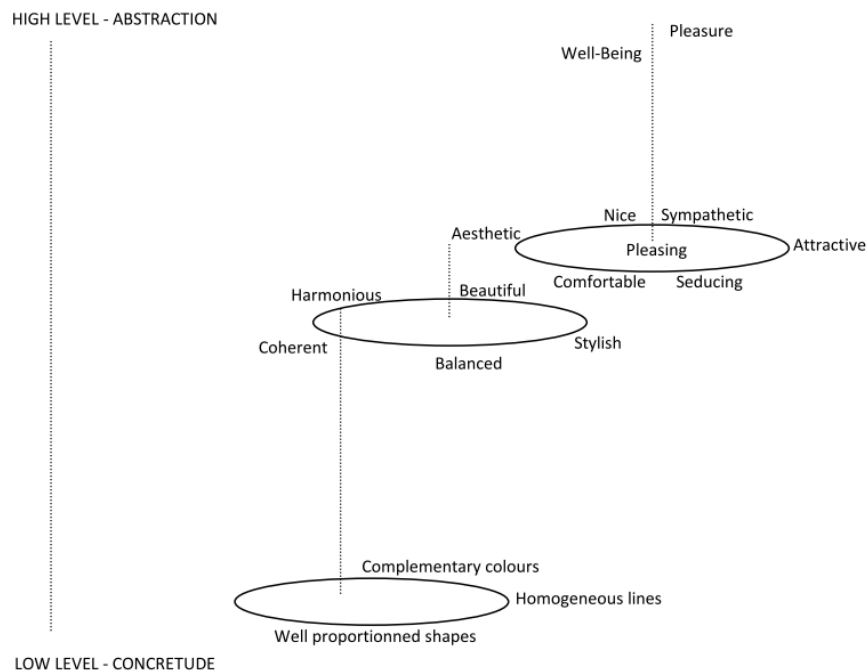 HIGH LEVEL - ABSTRACTION
Pleasure
Well-Being
Nice
Sympathetic
Aesthetic
Pleasing
Attractive
Comfortable
Seducing
Harmonious
Beautiful
Coherent
Stylish
Balanced
Complementary colours
Homogeneous lines
Well proportionned shapes
LOW LEVEL - CONCRETUDE